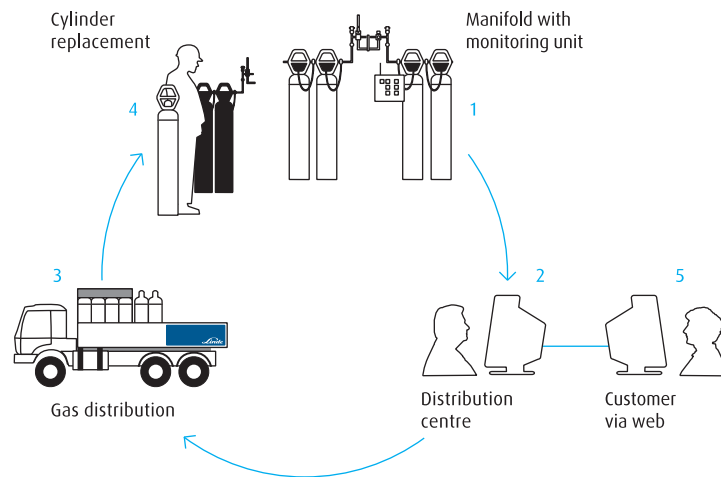 Cylinder
replacement
4
Manifold with
monitoring unit
1
3
Linde
Gas distribution
2
Distribution
centre
5
Customer
via web